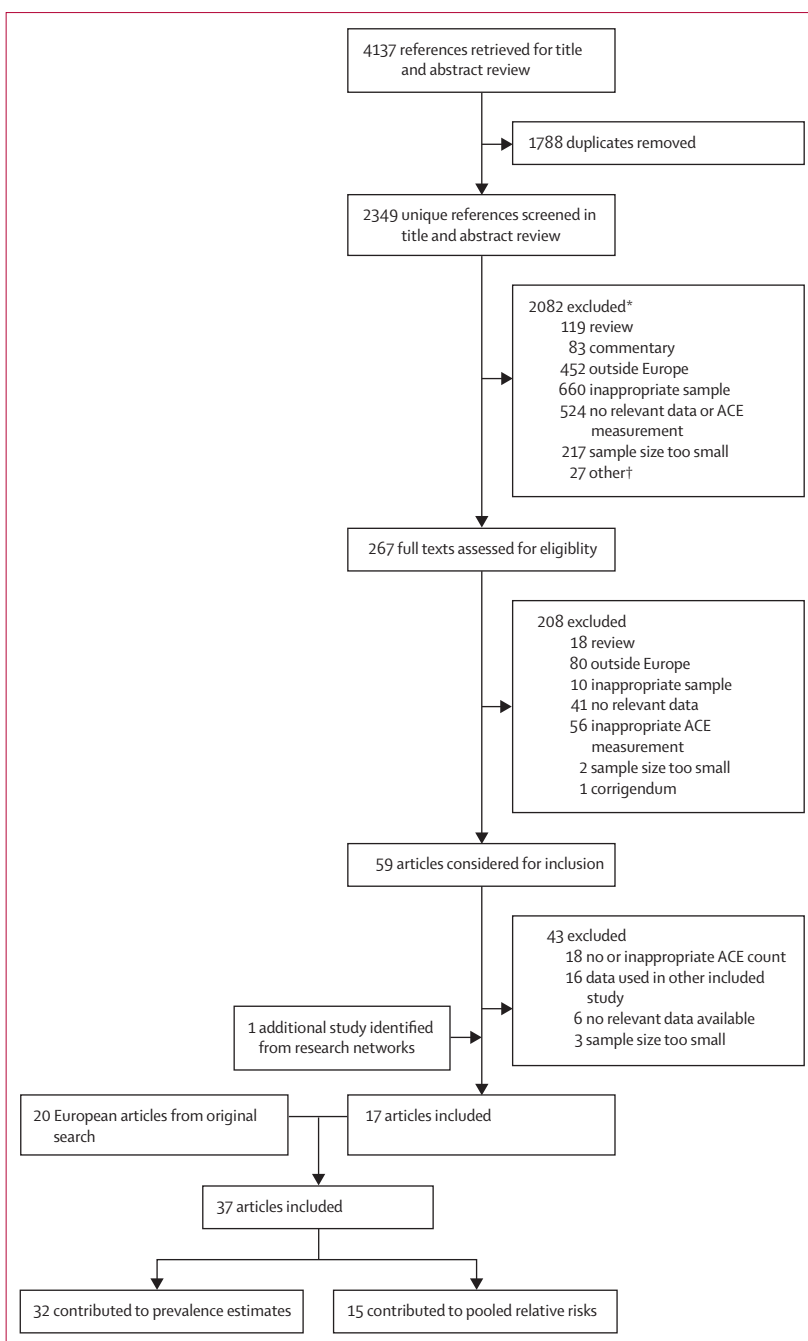 4137 references retrieved for title
and abstract review
1788 duplicates removed
2349 unique references screened in
title and abstract review
2082 excluded*
119 review
83 commentary
452 outside Europe
660 inappropriate sample
524 no relevant data or ACE
measurement
217 sample size too small
27 other†
267 full texts assessed for eligiblity
208 excluded
18 review
80 outside Europe
10 inappropriate sample
41 no relevant data
56 inappropriate ACE
measurement
2 sample size too small
1 corrigendum
59 articles considered for inclusion
43 excluded
18 no or inappropriate ACE count
16 data used in other included
study
6 no relevant data available
3 sample size too small
1 additional study identified
from research networks
20 European articles from original
search
17 articles included
37 articles included
32 contributed to prevalence estimates
15 contributed to pooled relative risks